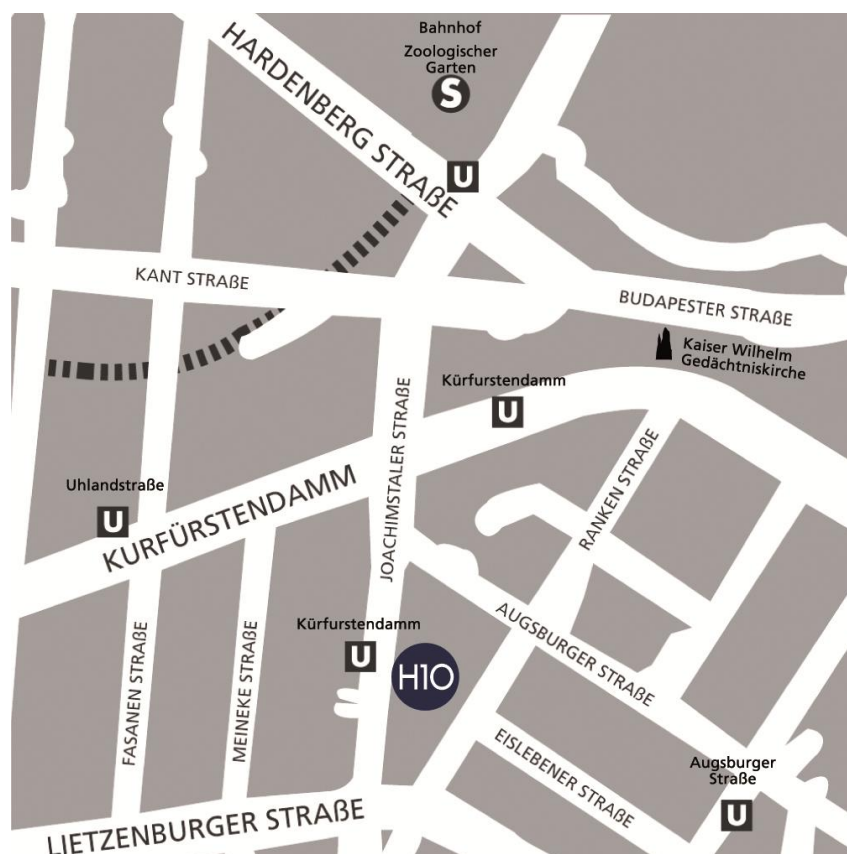 Bahnhof
Zoologischer
Garten
S
HARDENBERG STRAßE
U
KANT STRAßE
BUDAPESTER STRAßE
Kaiser Wilhelm
Gedächtniskirche
Kürfurstendamm
U
JOACHIMSTALER STRAßE
Uhlandstraße
U
KURFÜRSTENDAMM
RANKEN STRAßE
Kürfurstendamm
U
H10
AUGSBURGER STRAßE
FASANEN STRAßE
MEINEKE STRAßE
EISLEBENER STRAßE
Augsburger
Straße
U
LIETZENBURGER STRAßE